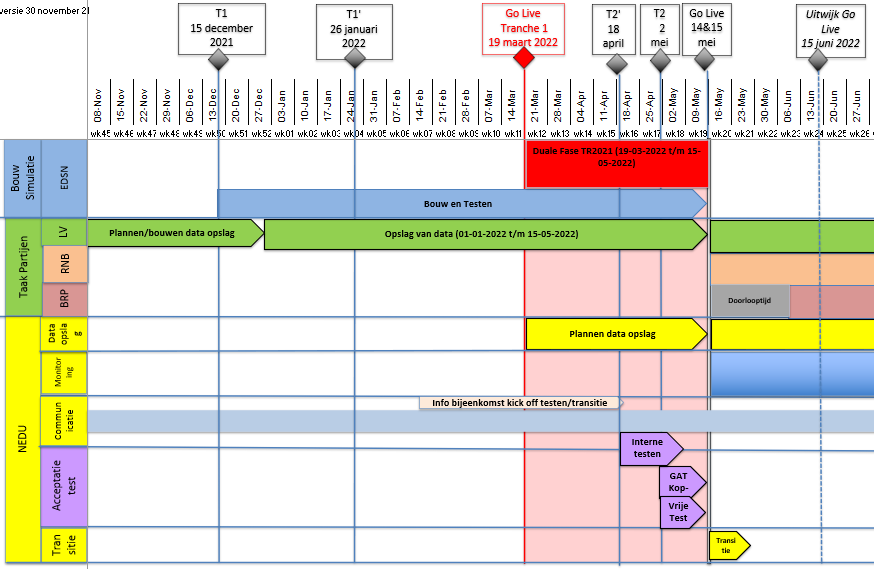 versie 30 november 21
T1
15 december
2021
T1'
26 januari
2022
Go Live
Tranche 1
19 maart 2022
T2'
18
april
T2
2
mei
Go Live
14&15
mei
Uitwijk Go
Live
15 juni 2022
08-Nov
15-Nov
22-Nov
29-Nov
06-Dec
13-Dec
20-Dec
27-Dec
03-Jan
10-Jan
17-Jan
24-Jan
31-Jan
07-Feb
14-Feb
21-Feb
28-Feb
07-Mar
14-Mar
21-Mar
28-Mar
04-Apr
11-Apr
18-Apr
25-Apr
02-May
09-May
16-May
23-May
30-May
06-Jun
13-Jun
20-Jun
27-Jun
wk45
wk46
wk47
wk48
wk49
wk50
wk51
wk52
wk01
wk02
wk03
wk04
wk05
wk06
wk07
wk08
wk09
wk10
wk11
wk12
wk13
wk14
wk15
wk16
wk17
wk18
wk19
wk20
wk21
wk22
wk23
wk24
wk25
wk26
Bouw
Simulatie
EDSN
Duale Fase TR2021 (19-03-2022 t/m 15-
05-2022)
Bouw en Testen
Taak Partijen
LV
Plannen/bouwen data opslag
Opslag van data (01-01-2022 t/m 15-05-2022)
RNB
BRP
Doorlooptijd
NEDU
Data
opsla
g
Plannen data opslag
Monitor
ing
Commun
icatie
Info bijeenkomst kick off testen/transitie
Acceptatie
test
Interne
testen
GAT
Kop-
Vrije
Test
Tran
sitie
Transi
tie